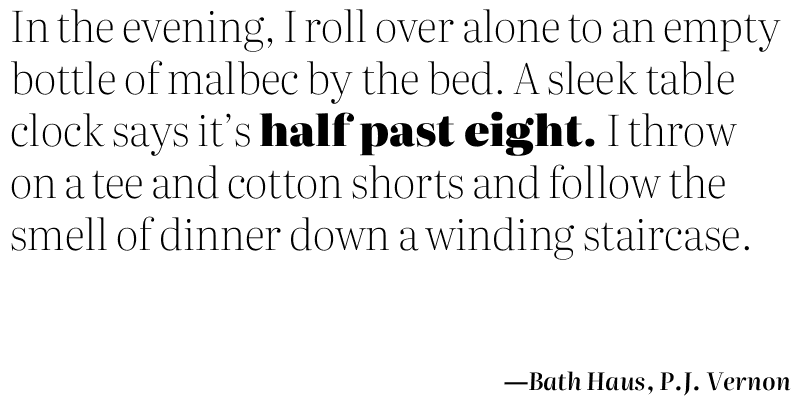 In the evening, I roll over alone to an empty
bottle of malbec by the bed. A sleek table
clock says it’s half past eight. I throw
on a tee and cotton shorts and follow the
smell of dinner down a winding staircase.
—Bath Haus, P.J. Vernon